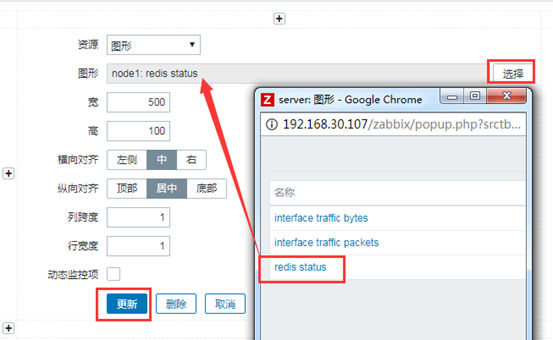 资源 图形
图形 node1: redis status 选择
宽 500
高 100
横向对齐 左侧 中 右
纵向对齐 顶部 居中 底部
列跨度 1
行宽度 1
动态监控项
更新 删除 取消
Z server: 图形 - Google Chrome
192.168.30.107/zabbix/popup.php?srctb...
名称
interface traffic bytes
interface traffic packets
redis status